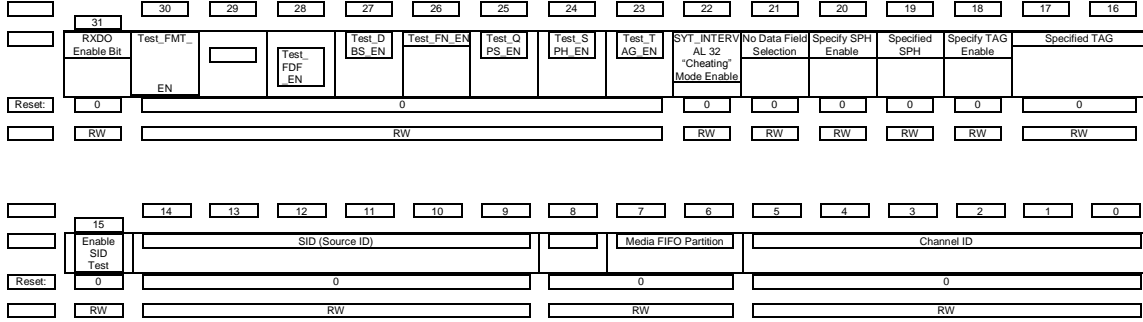 31 30 29 28 27 26 25 24 23 22 21 20 19 18 17 16
RXDO Test_FMT_ Test_D Test_FN_EN Test_Q Test_S Test_T SYT_INTERV No Data Field Specify SPH Specified Specify TAG Specified TAG
Enable Bit BS_EN PS_EN PH_EN AG_EN AL 32 Selection Enable SPH Enable
Test_ "Cheating"
FDF Mode Enable
EN _EN
Reset: 0 0 0 0 0 0 0 0
RW RW RW RW RW RW RW RW
15 14 13 12 11 10 9 8 7 6 5 4 3 2 1 0
Enable SID (Source ID) Media FIFO Partition Channel ID
SID
Test
Reset: 0 0 0 0
RW RW RW RW